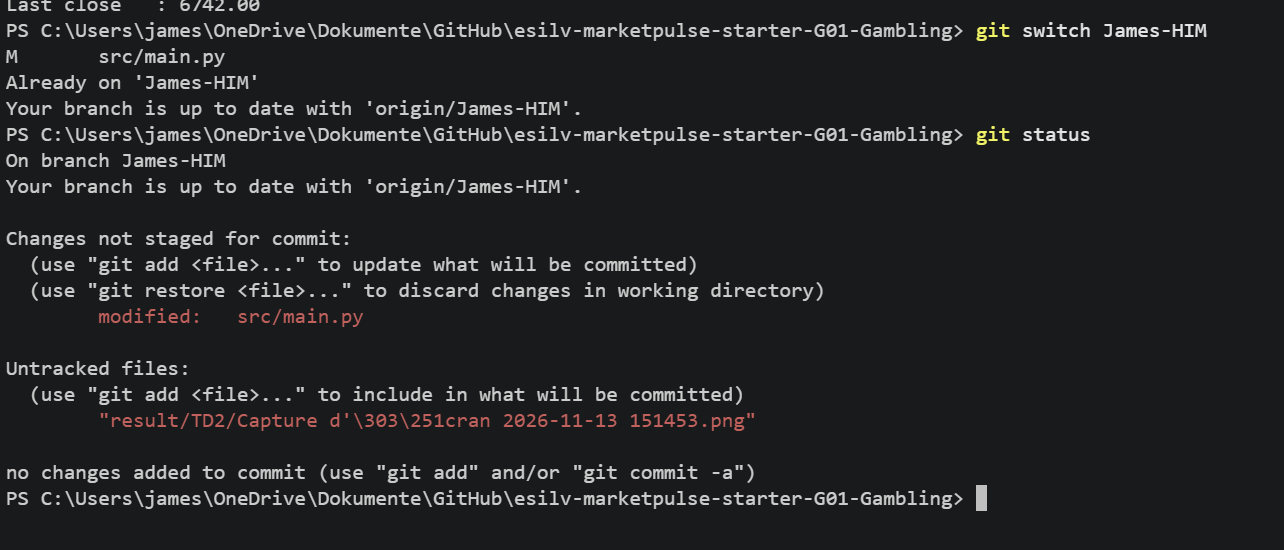 Last close   : 6742.00
PS C:\Users\james\OneDrive\Dokumente\GitHub\esilv-marketpulse-starter-G01-Gambling> git switch James-HIM
M       src/main.py
Already on 'James-HIM'
Your branch is up to date with 'origin/James-HIM'.
PS C:\Users\james\OneDrive\Dokumente\GitHub\esilv-marketpulse-starter-G01-Gambling> git status
On branch James-HIM
Your branch is up to date with 'origin/James-HIM'.

Changes not staged for commit:
  (use "git add <file>..." to update what will be committed)
  (use "git restore <file>..." to discard changes in working directory)
        modified:   src/main.py

Untracked files:
  (use "git add <file>..." to include in what will be committed)
        "result/TD2/Capture d'\303\251cran 2026-11-13 151453.png"

no changes added to commit (use "git add" and/or "git commit -a")
PS C:\Users\james\OneDrive\Dokumente\GitHub\esilv-marketpulse-starter-G01-Gambling>